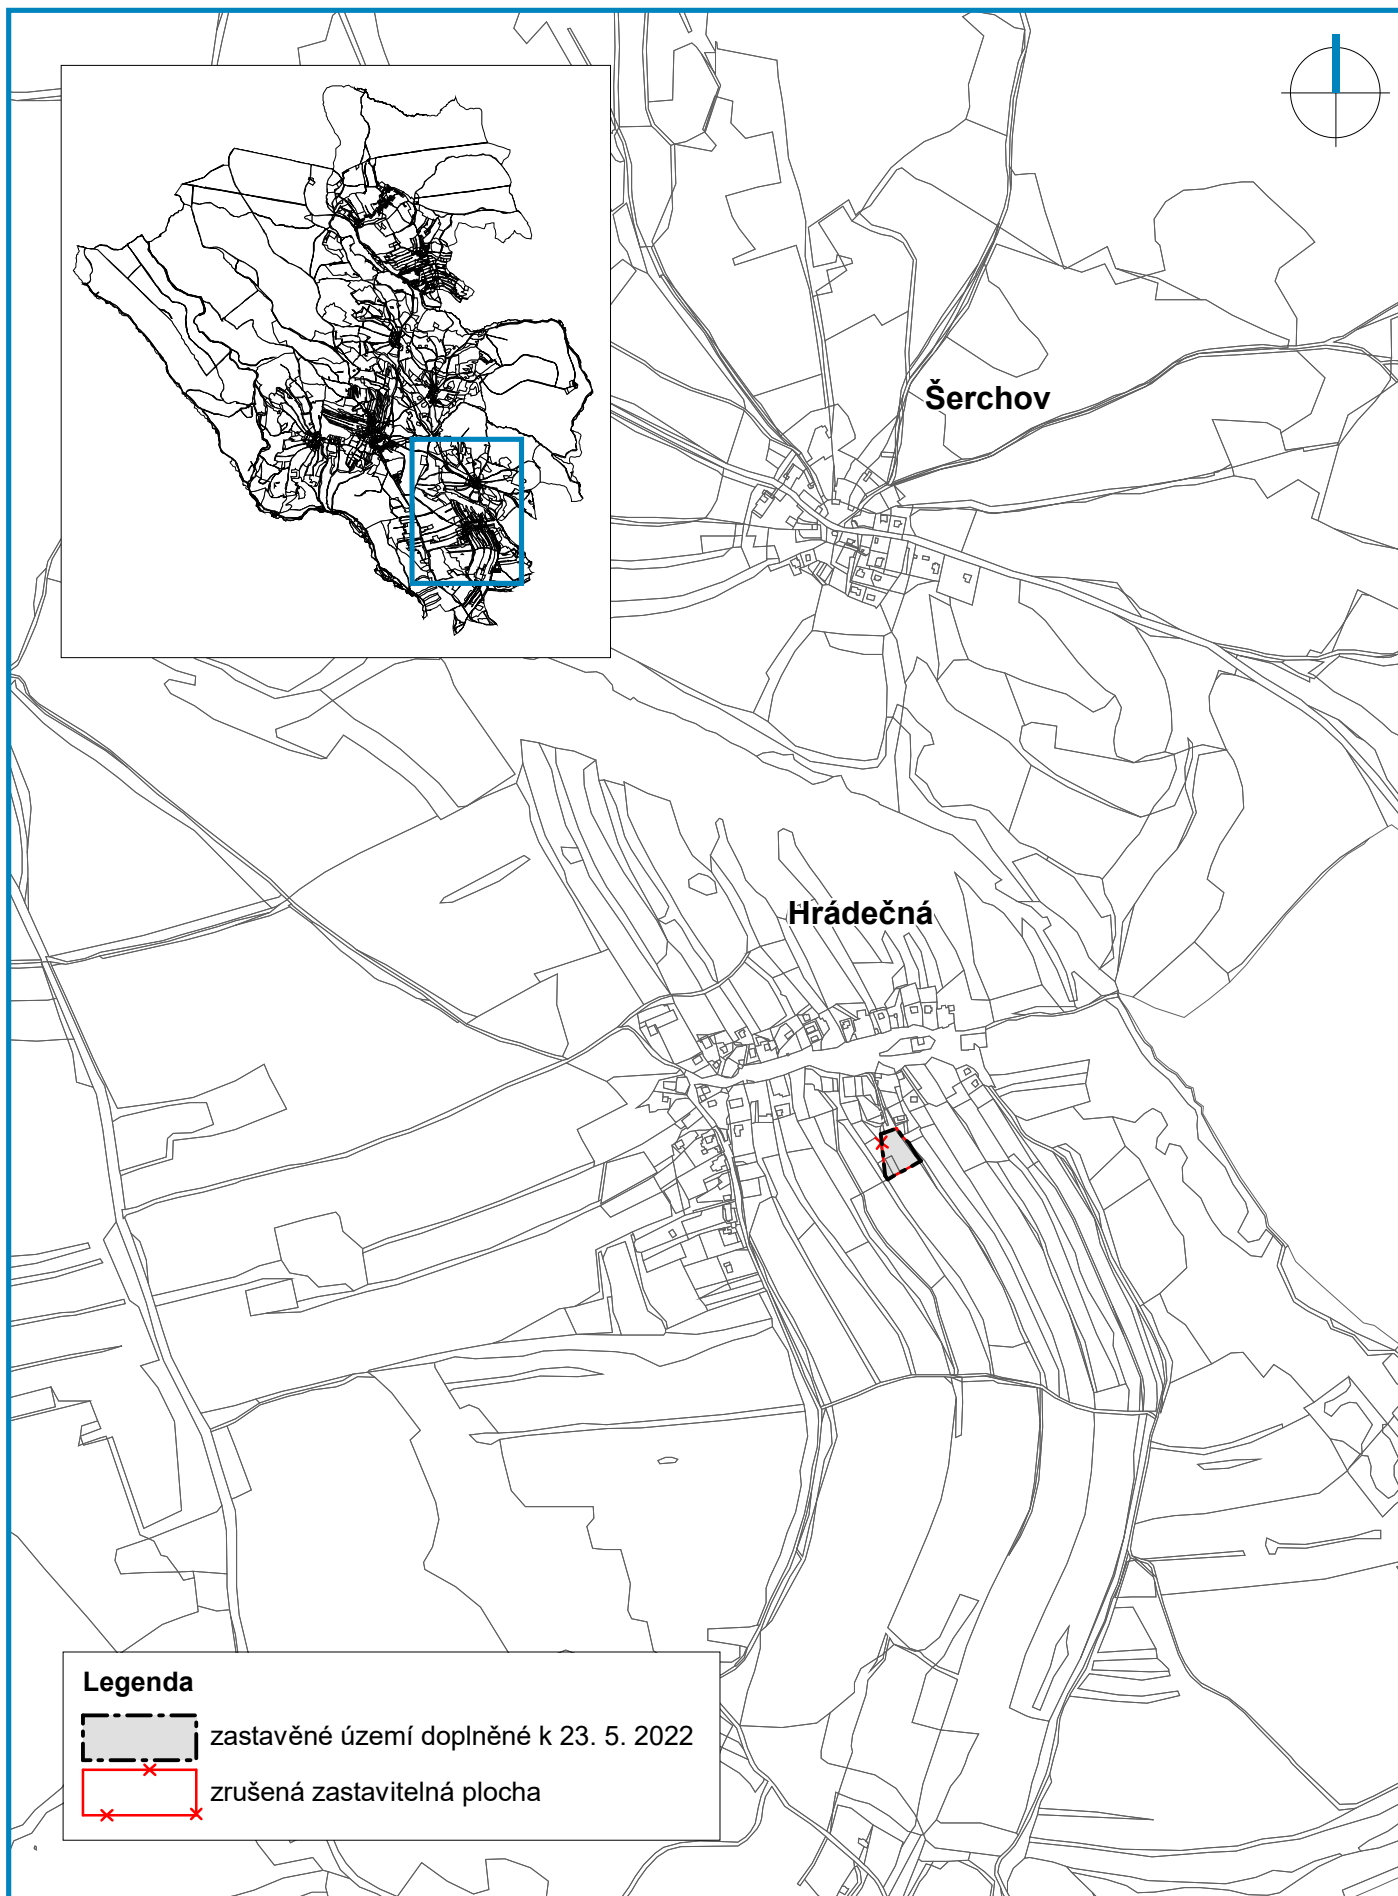 Šerchov
Hrádečná
Legenda
zastavěné území doplněné k 23. 5. 2022
zrušená zastavitelná plocha